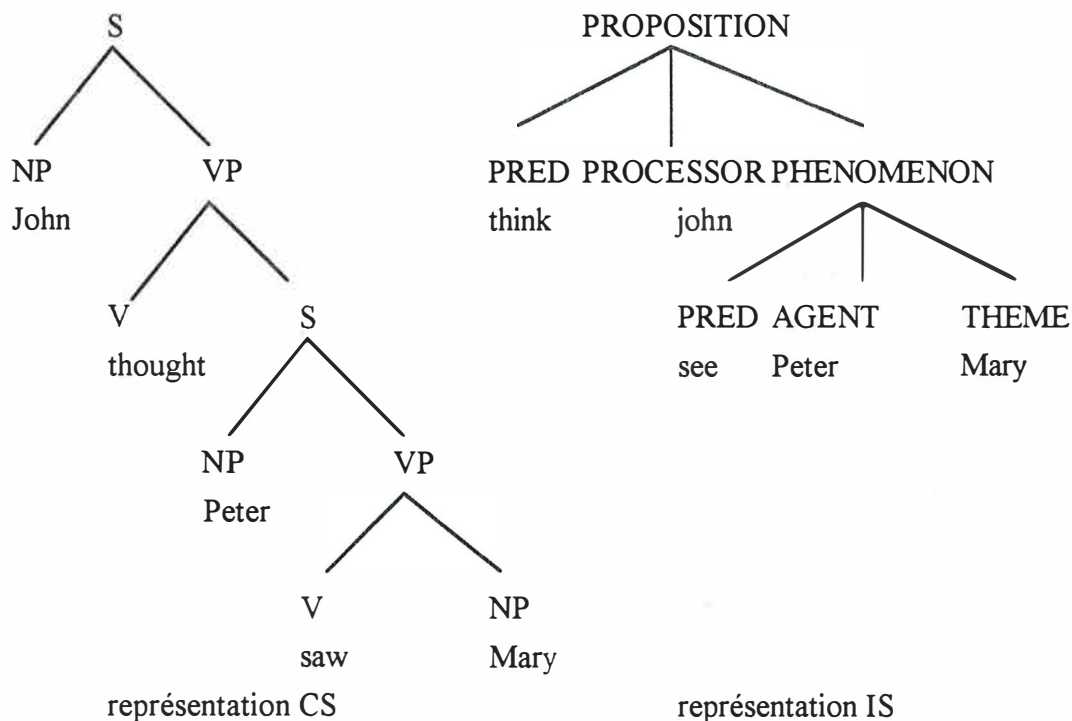 S
NP VP
John
V S
thought
NP VP
Peter
V NP
saw Mary
représentation CS
PROPOSITION
PRED PROCESSOR PHENOMENON
think john
PRED AGENT THEME
see Peter Mary
représentation IS